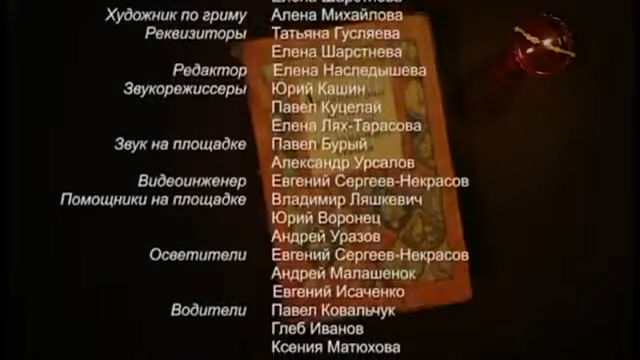 Художник по гриму Алена Михайлова
Реквизиторы Татьяна Гусляева
Елена Шарстнева
Редактор Елена Наследышева
Звукорежиссеры Юрий Кашин
Павел Куцелай
Елена Лях-Тарасова
Звук на площадке Павел Бурый
Александр Урсалов
Видеоинженер Евгений Сергеев-Некрасов
Помощники на площадке Владимир Ляшкевич
Юрий Воронец
Андрей Уразов
Осветители Евгений Сергеев-Некрасов
Андрей Малашенок
Евгений Исаченко
Водители Павел Ковальчук
Глеб Иванов
Ксения Матюхова